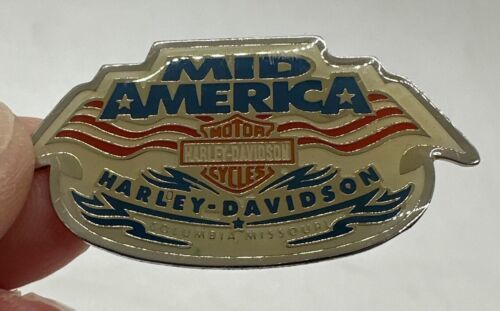 MID
AMERICA
MOTOR
HARLEY-DAVIDSON
CYCLES
HARLEY-DAVIDSON
COLUMBIA, MISSOURI